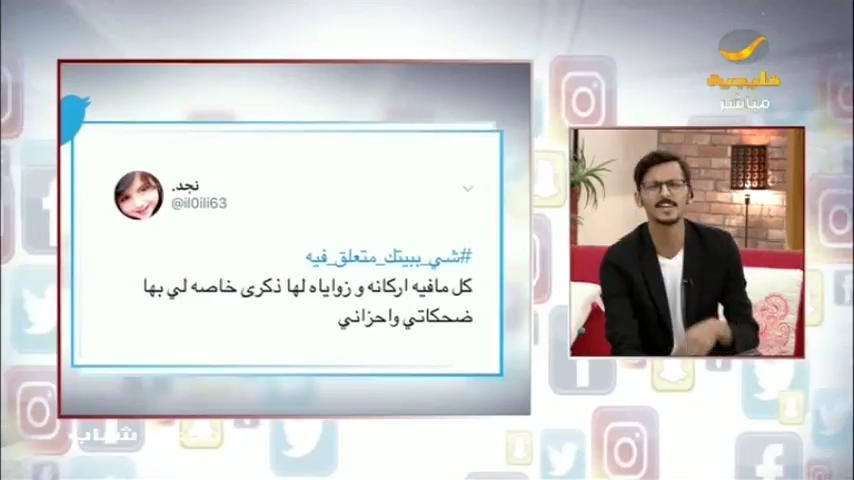 خليجية
مباشر
نجد.
@il0ili63
#شي_ببيتك_متعلق_فيه
كل مافيه اركانه و زواياه لها ذكرى خاصه لي بها
ضحكاتي واحزاني
شباب